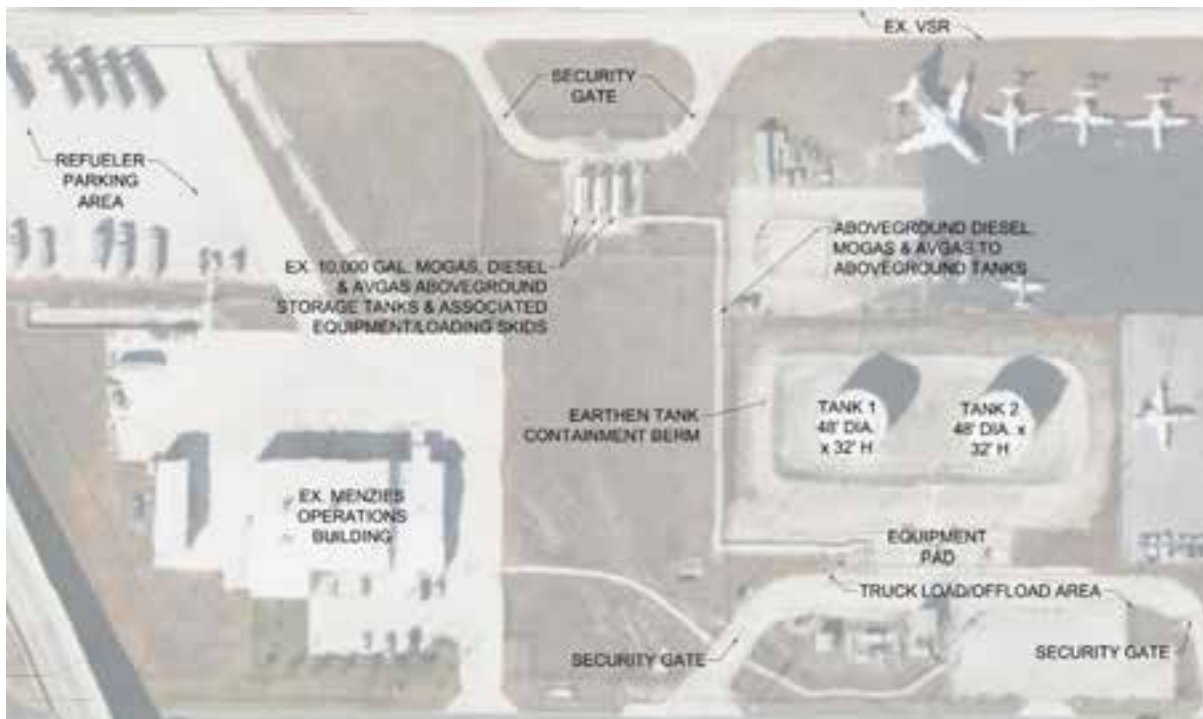 EX. VSR
SECURITY
GATE
REFUELER
PARKING
AREA
ABOVEGROUND DIESEL,
MOGAS & AVGAS TO
ABOVEGROUND TANKS
EX. 10,000 GAL. MOGAS, DIESEL
& AVGAS ABOVEGROUND
STORAGE TANKS & ASSOCIATED
EQUIPMENT/LOADING SKIDS
EARTHEN TANK
CONTAINMENT BERM
TANK 1
48' DIA.
x 32' H
TANK 2
48' DIA. x
32' H
EX. MENZIES
OPERATIONS
BUILDING
EQUIPMENT
PAD
TRUCK LOAD/OFFLOAD AREA
SECURITY GATE
SECURITY GATE